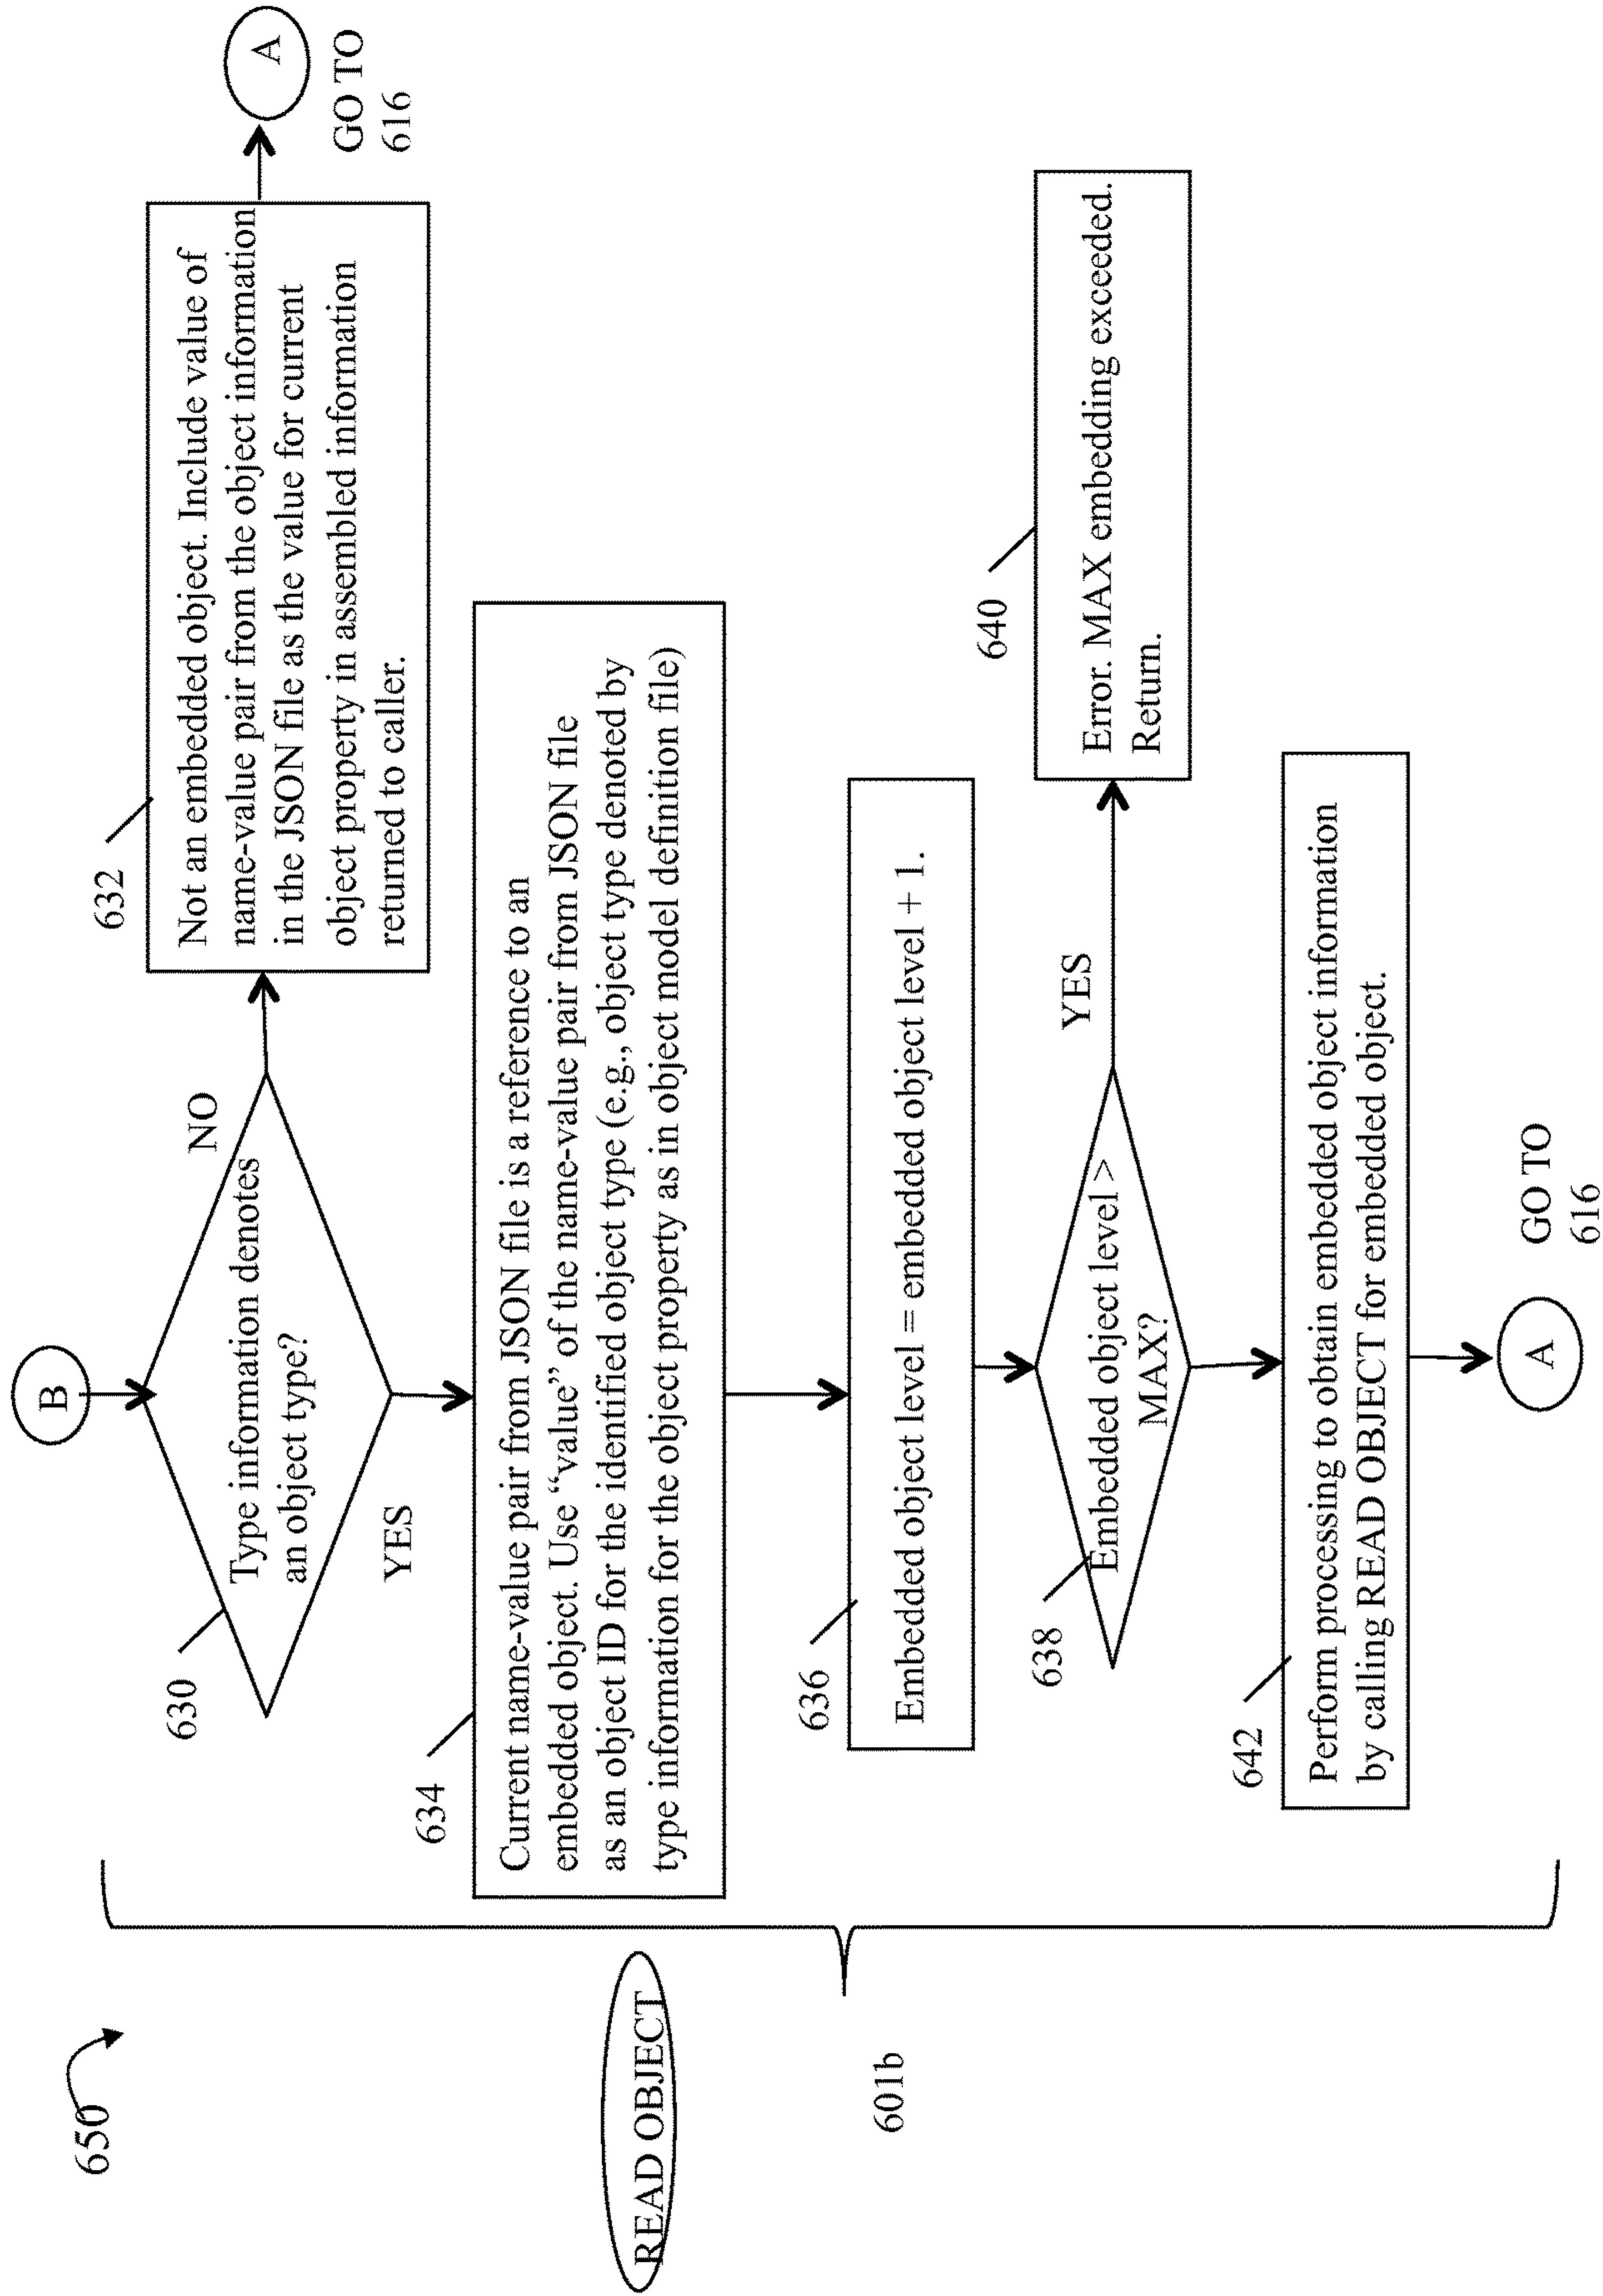 650
READ OBJECT
601b
B
630
Type information denotes
an object type?
NO
YES
632
Not an embedded object. Include value of
name-value pair from the object information
in the JSON file as the value for current
object property in assembled information
returned to caller.
A
GO TO
616
634
Current name-value pair from JSON file is a reference to an
embedded object. Use “value” of the name-value pair from JSON file
as an object ID for the identified object type (e.g., object type denoted by
type information for the object property as in object model definition file)
636
Embedded object level = embedded object level + 1.
638
Embedded object level >
MAX?
YES
640
Error. MAX embedding exceeded.
Return.
642
Perform processing to obtain embedded object information
by calling READ OBJECT for embedded object.
A
GO TO
616